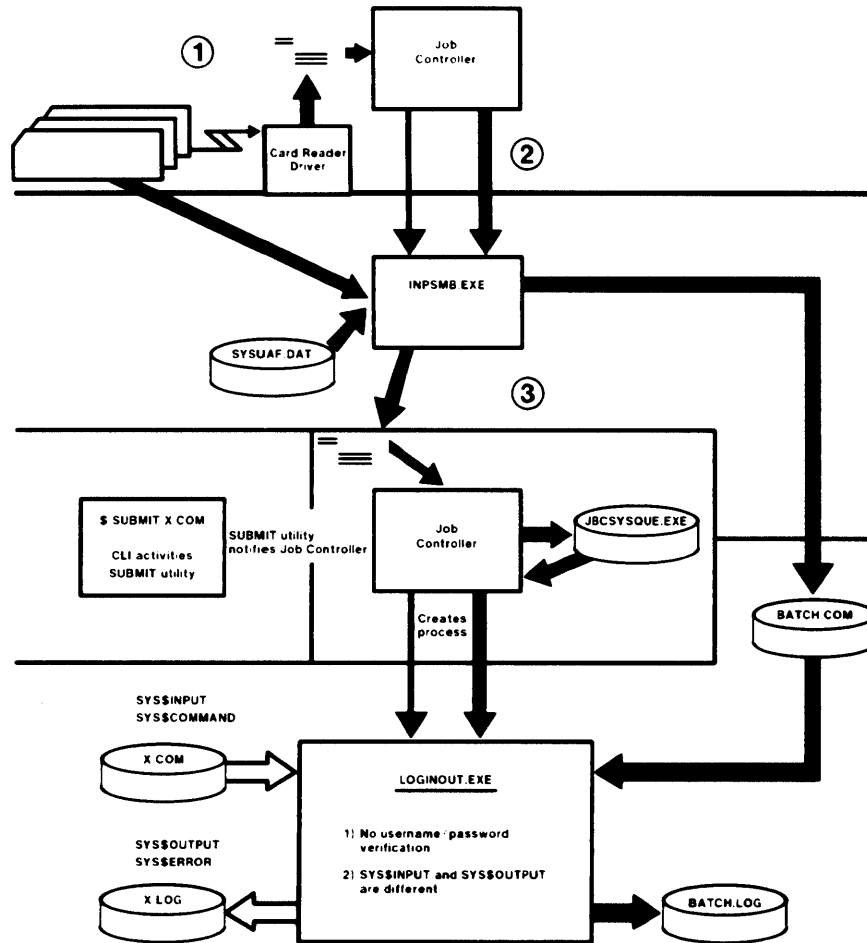 ①
Job
Controller
Card Reader
Driver
②
INPSMB.EXE
SYSUAF.DAT
③
$ SUBMIT X.COM
CLI activities
SUBMIT utility
SUBMIT utility
notifies Job Controller
Job
Controller
JBCSYSQUE.EXE
Creates
process
BATCH.COM
SYS$INPUT
SYS$COMMAND
X.COM
LOGINOUT.EXE
1) No username/password
verification
2) SYS$INPUT and SYS$OUTPUT
are different
SYS$OUTPUT
SYS$ERROR
X.LOG
BATCH.LOG